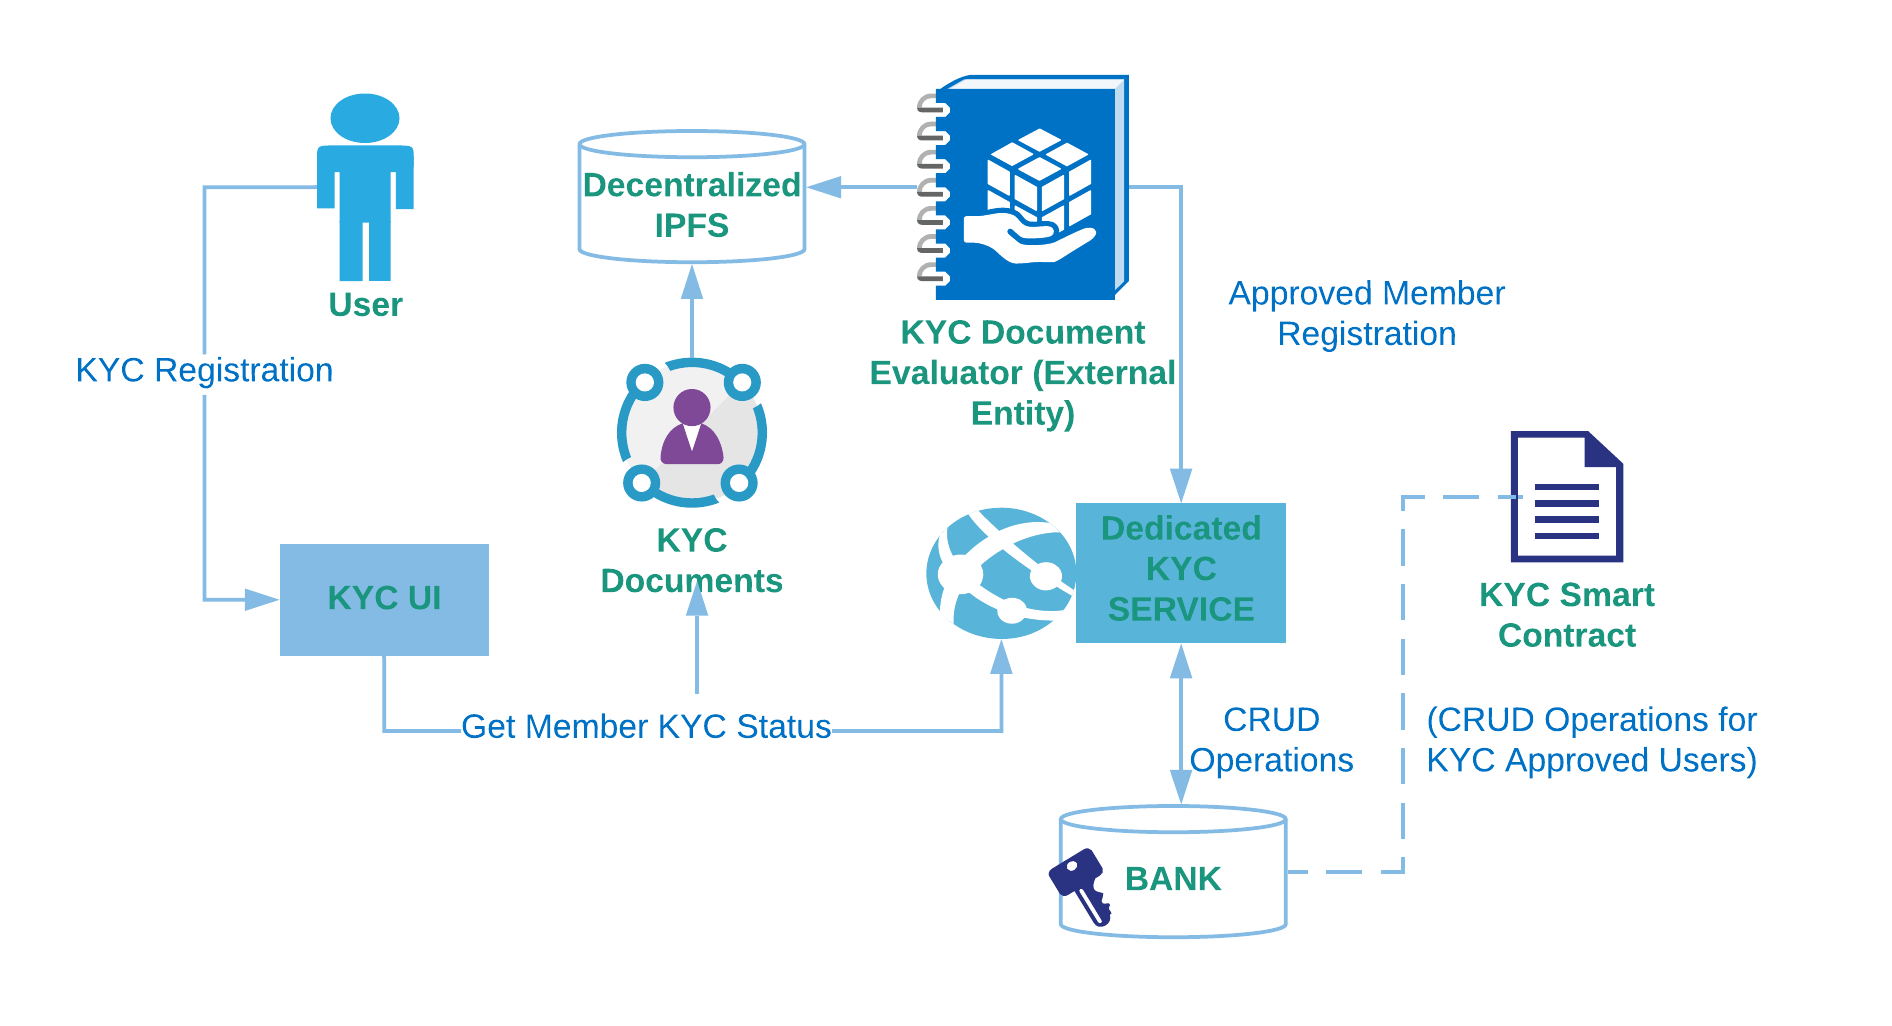 Decentralized
IPFS
User
KYC Registration
KYC Document
Evaluator (External
Entity)
Approved Member
Registration
KYC
Documents
KYC UI
Dedicated
KYC
SERVICE
KYC Smart
Contract
Get Member KYC Status
CRUD
Operations
(CRUD Operations for
KYC Approved Users)
BANK